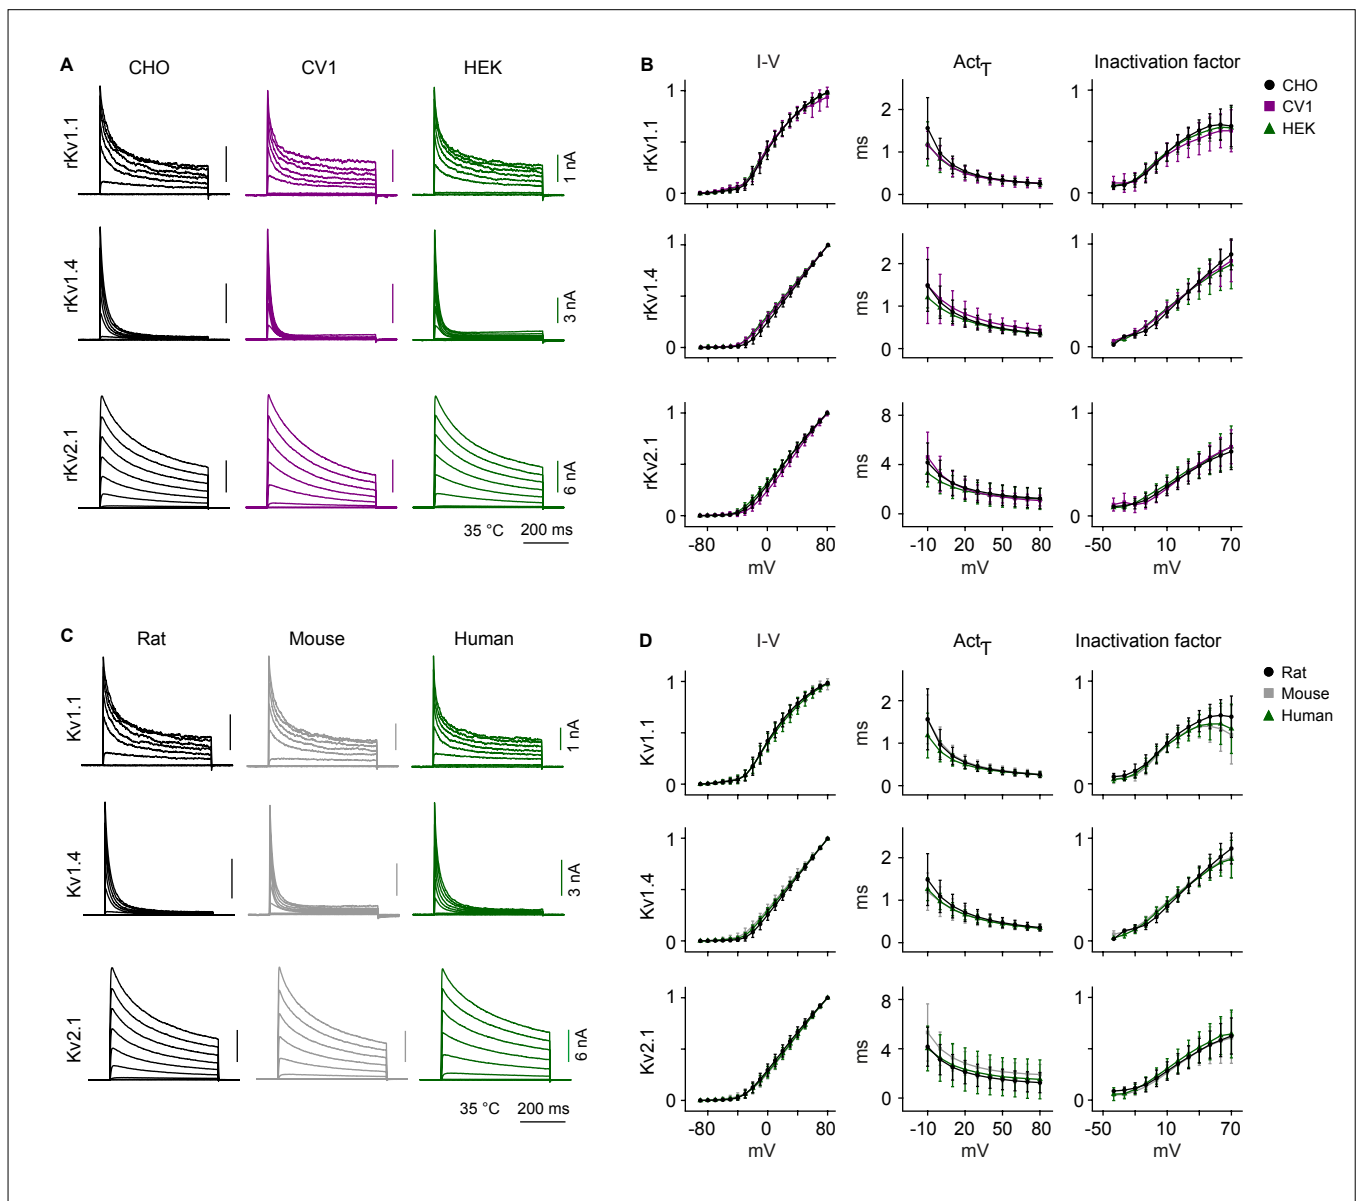 A
CHO
CV1
HEK
rKv1.1
1 nA
rKv1.4
3 nA
rKv2.1
6 nA
35 °C
200 ms
B
I-V
ActT
Inactivation factor
CHO
CV1
HEK
rKv1.1
1
0
ms
2
1
0
1
0
rKv1.4
1
0
ms
2
1
0
1
0
rKv2.1
1
0
ms
8
4
0
1
0
-80
0
80
-10
20
50
80
-50
10
70
mV
mV
mV
C
Rat
Mouse
Human
Kv1.1
1 nA
Kv1.4
3 nA
Kv2.1
6 nA
35 °C
200 ms
D
I-V
ActT
Inactivation factor
Rat
Mouse
Human
Kv1.1
1
0
ms
2
1
0
1
0
Kv1.4
1
0
ms
2
1
0
1
0
Kv2.1
1
0
ms
8
4
0
1
0
-80
0
80
-10
20
50
80
-50
10
70
mV
mV
mV